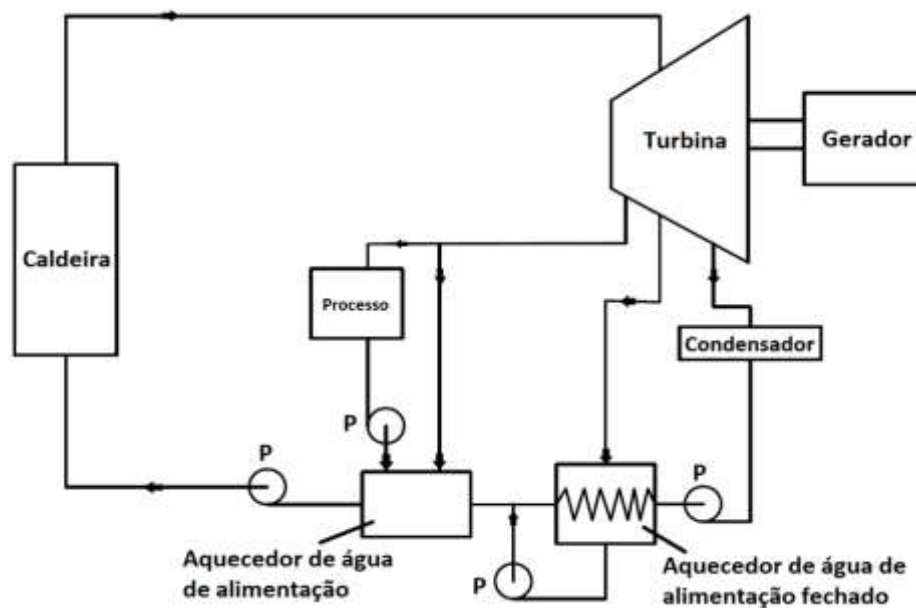 Turbina
Gerador
Caldeira
Processo
Condensador
P
P
P
P
Aquecedor de água
de alimentação
Aquecedor de água de
alimentação fechado